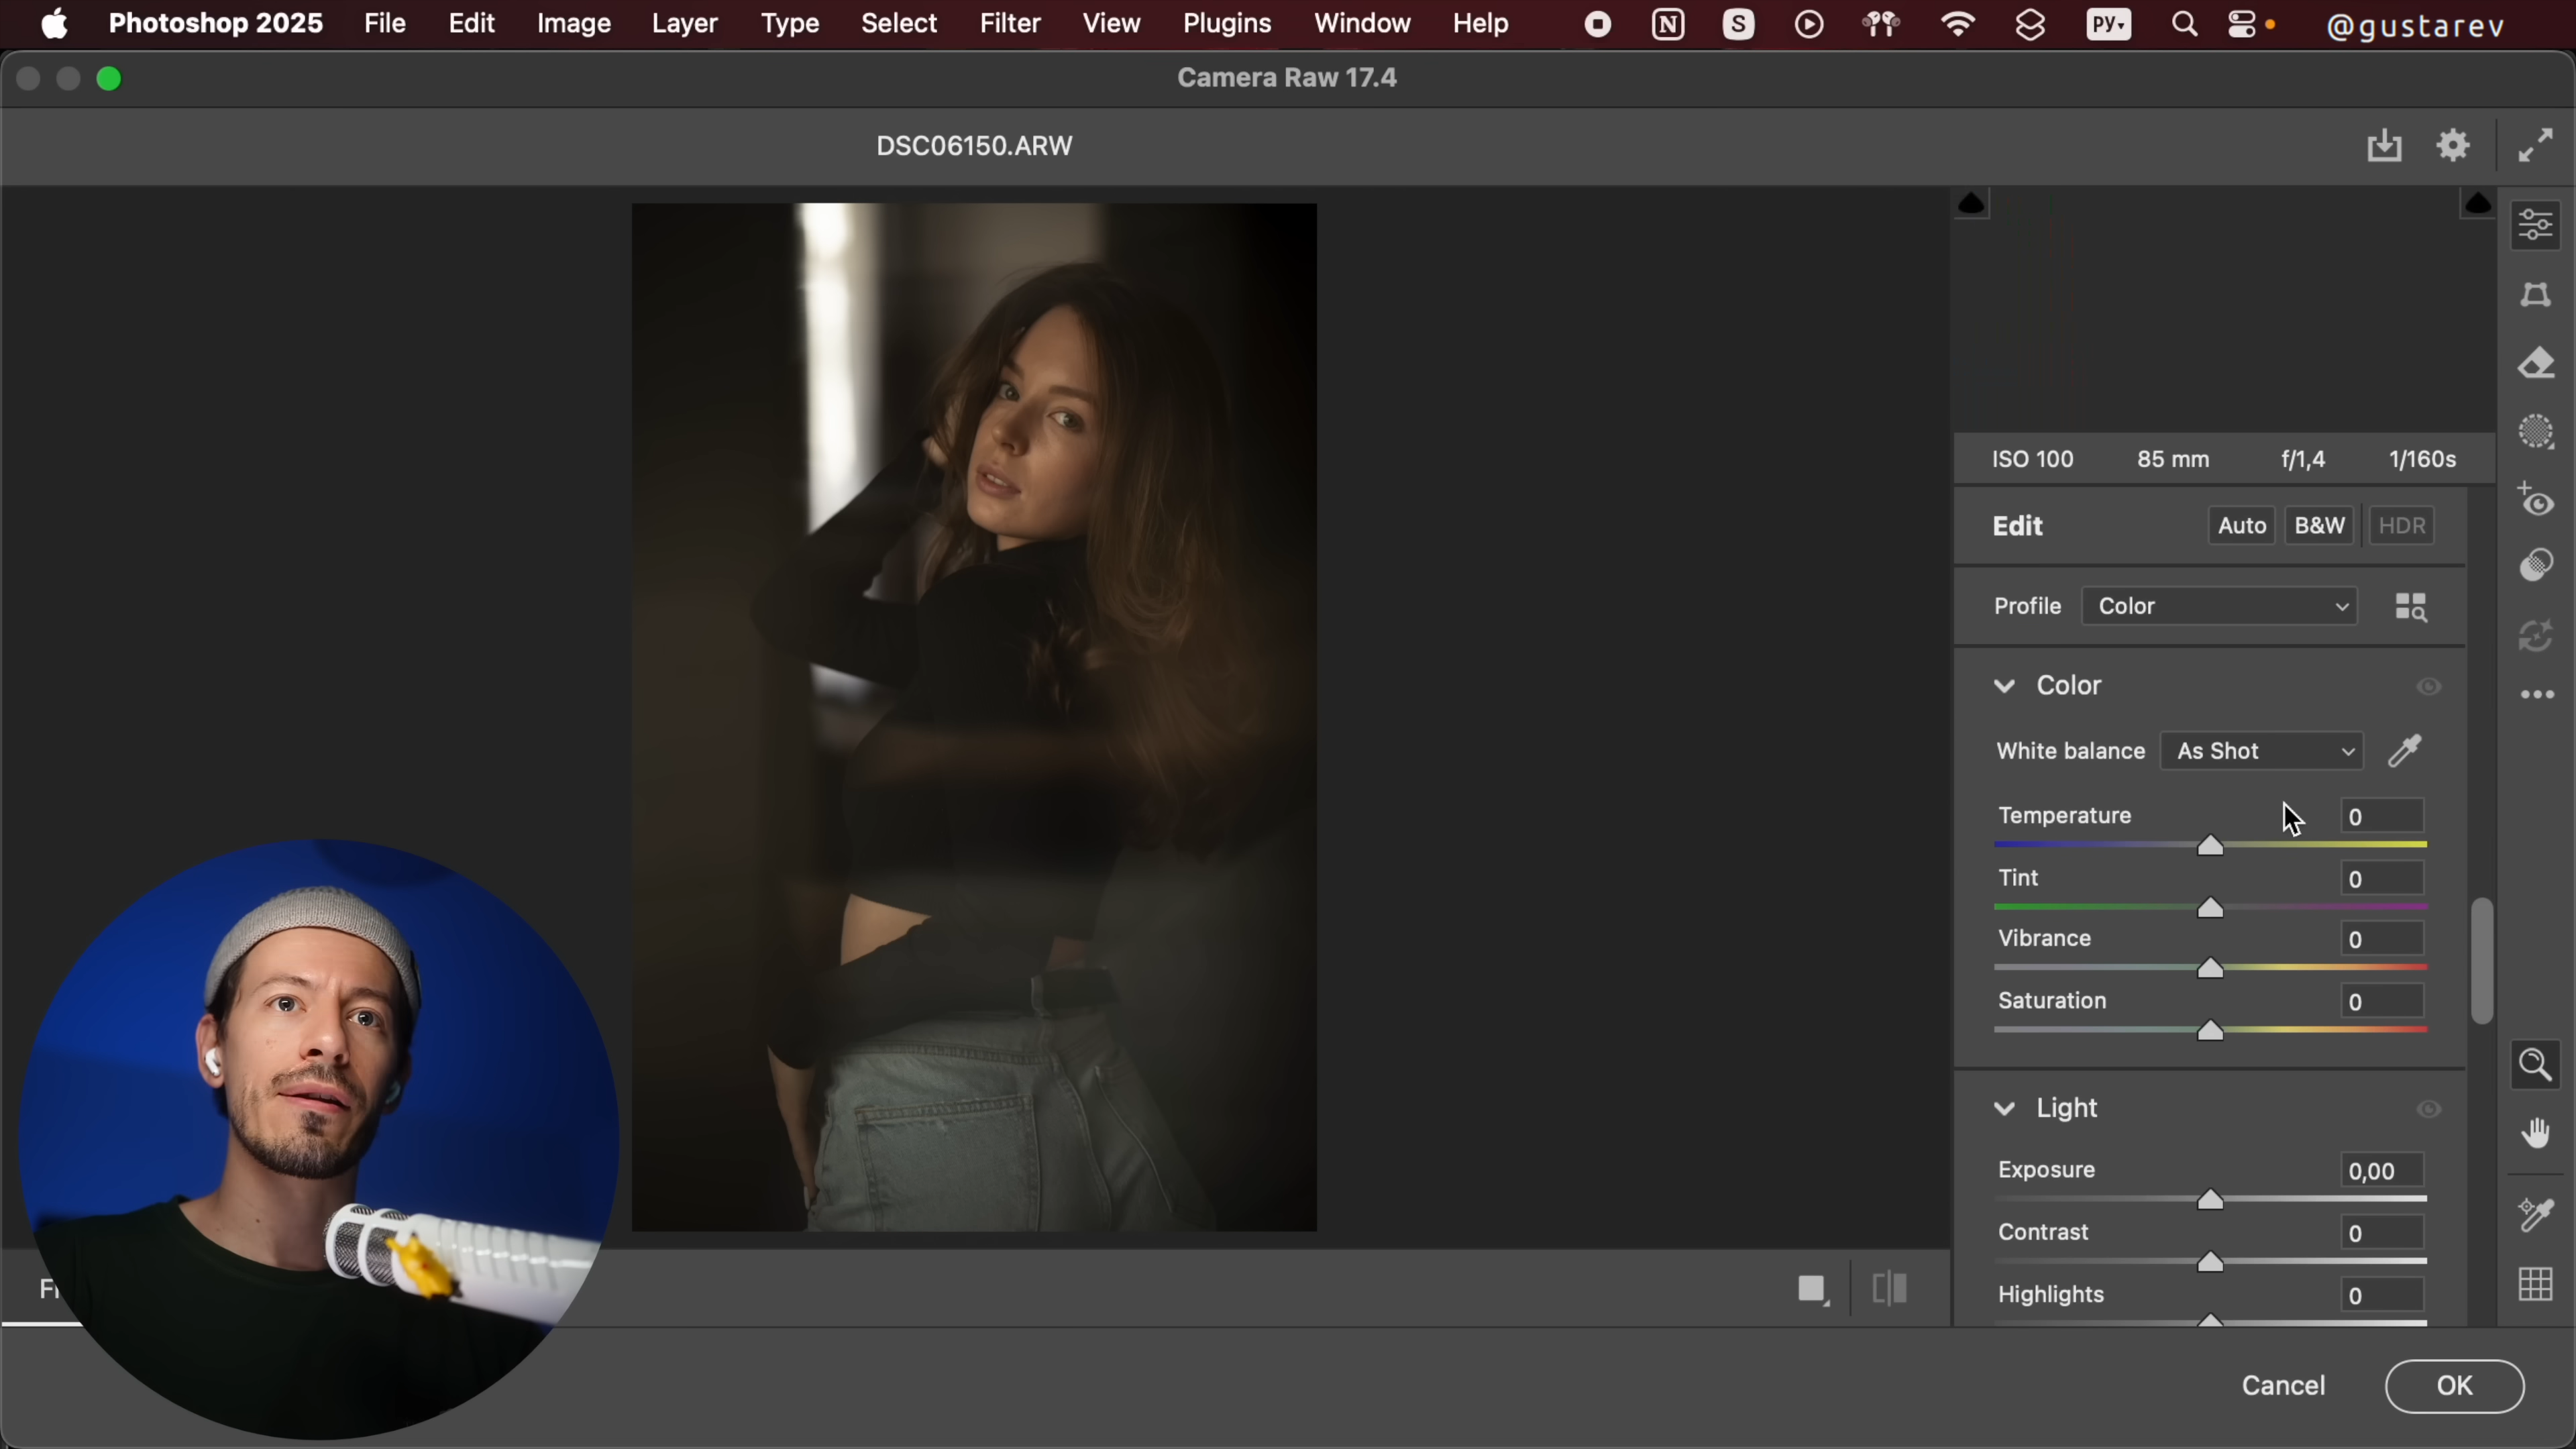 Photoshop 2025 File Edit Image Layer Type Select Filter View Plugins Window Help N S РУ @gustarev
Camera Raw 17.4
DSC06150.ARW
ISO 100 85 mm f/1,4 1/160s
Edit Auto B&W HDR
Profile Color
Color
White balance As Shot
Temperature 0
Tint 0
Vibrance 0
Saturation 0
Light
Exposure 0,00
Contrast 0
Highlights 0
Cancel OK